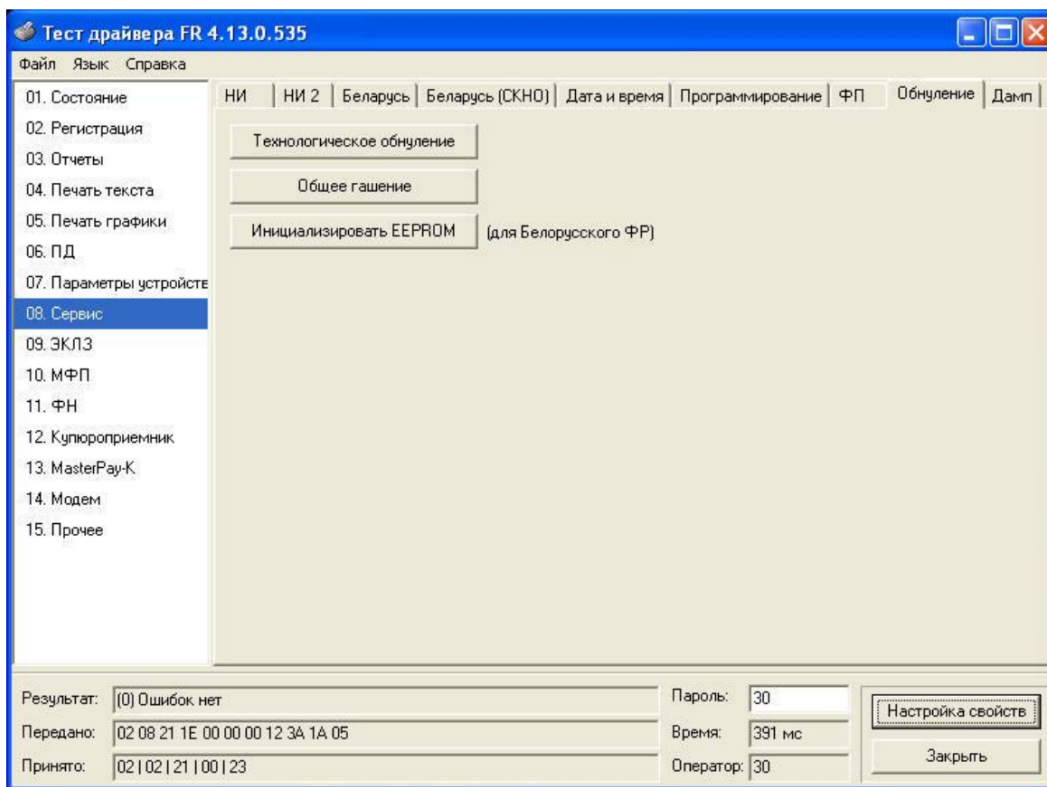 Тест драйвера FR 4.13.0.535
Файл Язык Справка
01. Состояние
02. Регистрация
03. Отчеты
04. Печать текста
05. Печать графики
06. ПД
07. Параметры устройств
08. Сервис
09. ЭКЛЗ
10. МФП
11. ФН
12. Купюроприемник
13. MasterPay-K
14. Модем
15. Прочее
НИ НИ 2 Беларусь Беларусь (СКНО) Дата и время Программирование ФП Обнуление Дамп
Технологическое обнуление
Общее гашение
Инициализировать EEPROM (для Белорусского ФР)
Результат: (0) Ошибок нет
Передано: 02 08 21 1E 00 00 00 12 3A 1A 05
Принято: 02 | 02 | 21 | 00 | 23
Пароль: 30
Время: 391 мс
Оператор: 30
Настройка свойств
Закрыть